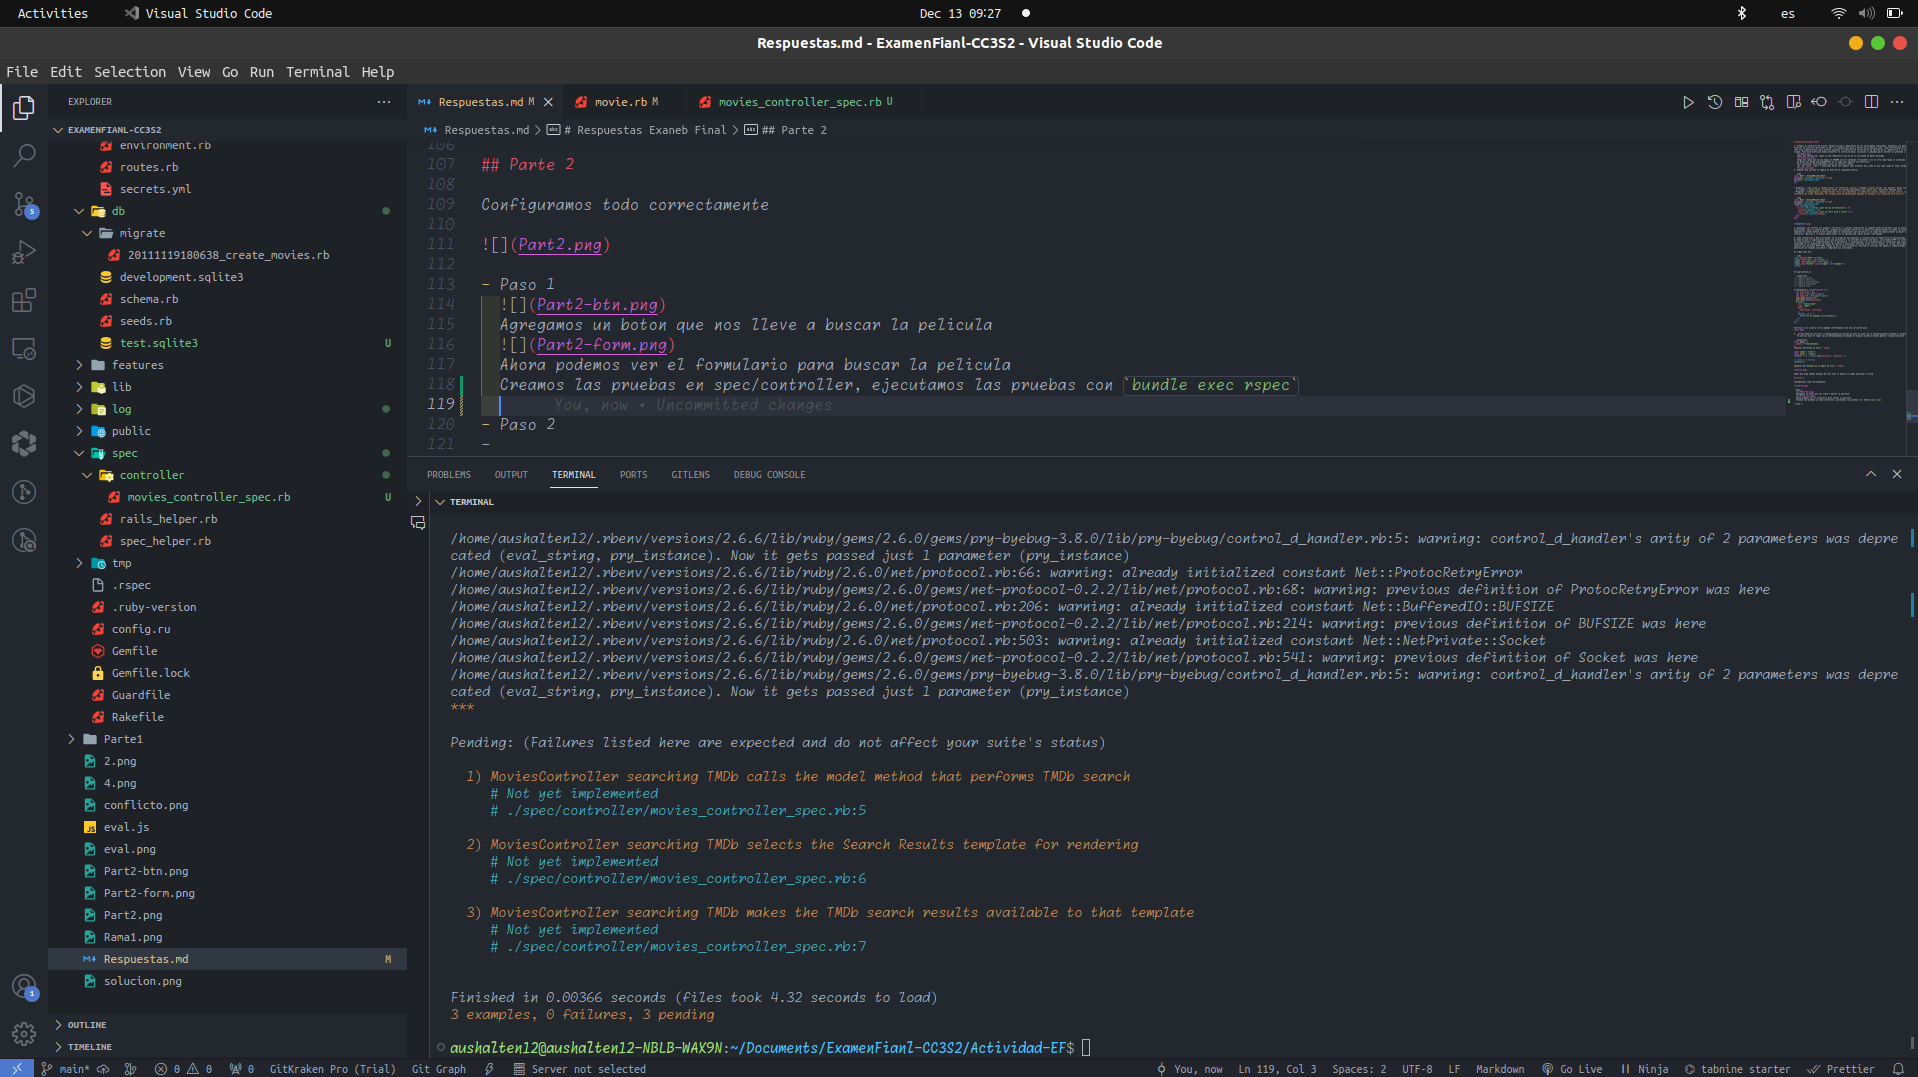 Activities
Visual Studio Code
Dec 13 09:27
es
Respuestas.md - ExamenFianl-CC3S2 - Visual Studio Code
File Edit Selection View Go Run Terminal Help
EXPLORER
EXAMENFIANL-CC3S2
environment.rb
routes.rb
secrets.yml
db
migrate
20111119180638_create_movies.rb
development.sqlite3
schema.rb
seeds.rb
test.sqlite3 U
features
lib
log
public
spec
controller
movies_controller_spec.rb U
rails_helper.rb
spec_helper.rb
tmp
.rspec
.ruby-version
config.ru
Gemfile
Gemfile.lock
Guardfile
Rakefile
Parte1
2.png
4.png
conflicto.png
eval.js
eval.png
Part2-btn.png
Part2-form.png
Part2.png
Rama1.png
Respuestas.md M
solucion.png
OUTLINE
TIMELINE
Respuestas.md M
movie.rb M
movies_controller_spec.rb U
Respuestas.md > # Respuestas Exaneb Final > ## Parte 2
106
107 ## Parte 2
108
109 Configuramos todo correctamente
110
111 ![](Part2.png)
112
113 - Paso 1
114 ![](Part2-btn.png)
115 Agregamos un boton que nos lleve a buscar la pelicula
116 ![](Part2-form.png)
117 Ahora podemos ver el formulario para buscar la pelicula
118 Creamos las pruebas en spec/controller, ejecutamos las pruebas con `bundle exec rspec`
119 You, now • Uncommitted changes
120 - Paso 2
121 -
PROBLEMS OUTPUT TERMINAL PORTS GITLENS DEBUG CONSOLE
TERMINAL
/home/aushalten12/.rbenv/versions/2.6.6/lib/ruby/gems/2.6.0/gems/pry-byebug-3.8.0/lib/pry-byebug/control_d_handler.rb:5: warning: control_d_handler's arity of 2 parameters was depre
cated (eval_string, pry_instance). Now it gets passed just 1 parameter (pry_instance)
/home/aushalten12/.rbenv/versions/2.6.6/lib/ruby/2.6.0/net/protocol.rb:66: warning: already initialized constant Net::ProtocRetryError
/home/aushalten12/.rbenv/versions/2.6.6/lib/ruby/gems/2.6.0/gems/net-protocol-0.2.2/lib/net/protocol.rb:68: warning: previous definition of ProtocRetryError was here
/home/aushalten12/.rbenv/versions/2.6.6/lib/ruby/2.6.0/net/protocol.rb:206: warning: already initialized constant Net::BufferedIO::BUFSIZE
/home/aushalten12/.rbenv/versions/2.6.6/lib/ruby/gems/2.6.0/gems/net-protocol-0.2.2/lib/net/protocol.rb:214: warning: previous definition of BUFSIZE was here
/home/aushalten12/.rbenv/versions/2.6.6/lib/ruby/2.6.0/net/protocol.rb:503: warning: already initialized constant Net::NetPrivate::Socket
/home/aushalten12/.rbenv/versions/2.6.6/lib/ruby/gems/2.6.0/gems/net-protocol-0.2.2/lib/net/protocol.rb:541: warning: previous definition of Socket was here
/home/aushalten12/.rbenv/versions/2.6.6/lib/ruby/gems/2.6.0/gems/pry-byebug-3.8.0/lib/pry-byebug/control_d_handler.rb:5: warning: control_d_handler's arity of 2 parameters was depre
cated (eval_string, pry_instance). Now it gets passed just 1 parameter (pry_instance)
***
Pending: (Failures listed here are expected and do not affect your suite's status)
1) MoviesController searching TMDb calls the model method that performs TMDb search
# Not yet implemented
# ./spec/controller/movies_controller_spec.rb:5
2) MoviesController searching TMDb selects the Search Results template for rendering
# Not yet implemented
# ./spec/controller/movies_controller_spec.rb:6
3) MoviesController searching TMDb makes the TMDb search results available to that template
# Not yet implemented
# ./spec/controller/movies_controller_spec.rb:7
Finished in 0.00366 seconds (files took 4.32 seconds to load)
3 examples, 0 failures, 3 pending
aushalten12@aushalten12-NBLB-WAX9N:~/Documents/ExamenFianl-CC3S2/Actividad-EF$
main* 0 0 0 GitKraken Pro (Trial) Git Graph Server not selected You, now Ln 119, Col 3 Spaces: 2 UTF-8 LF Markdown Go Live Ninja tabnine starter Prettier